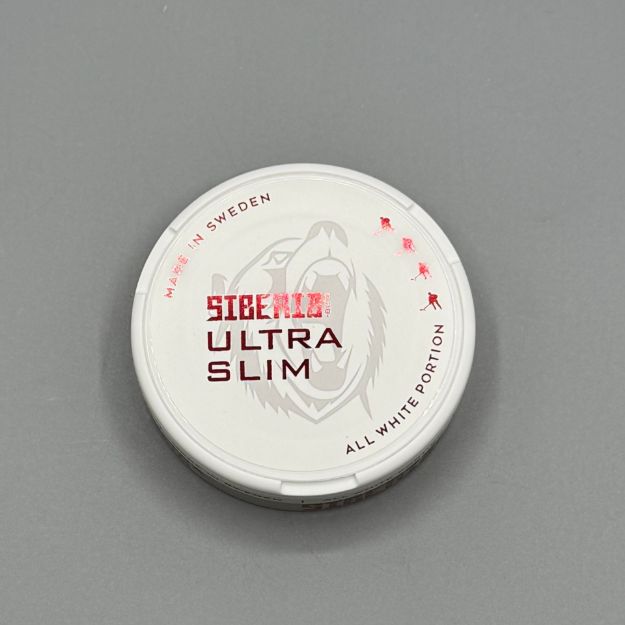 MADE IN SWEDEN
SIBERIA
ULTRA
SLIM
ALL WHITE PORTION